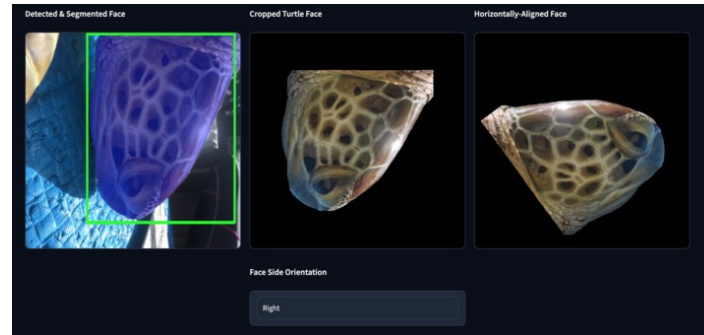 Detected & Segmented Face
Cropped Turtle Face
Horizontally-Aligned Face
Face Side Orientation
Right